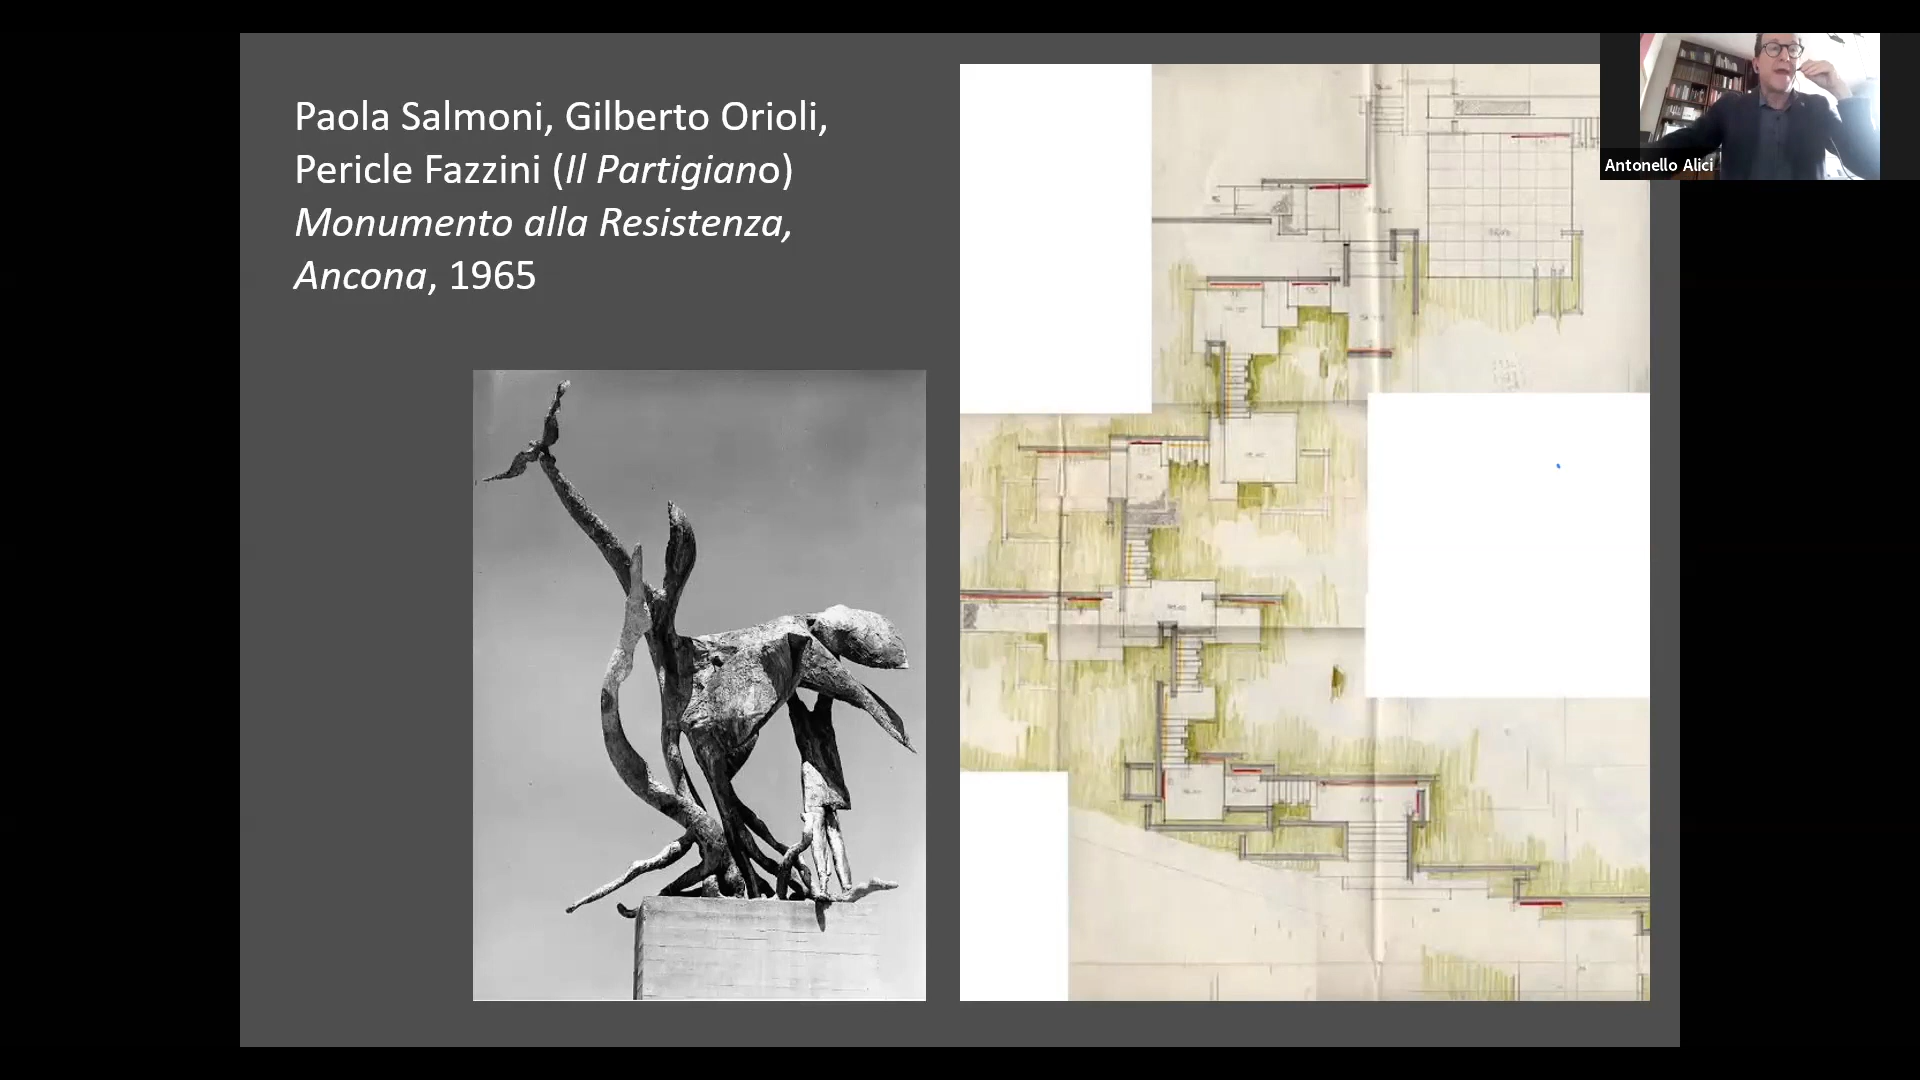 Paola Salmoni, Gilberto Orioli,
Pericle Fazzini (Il Partigiano)
Monumento alla Resistenza,
Ancona, 1965
Antonello Alici